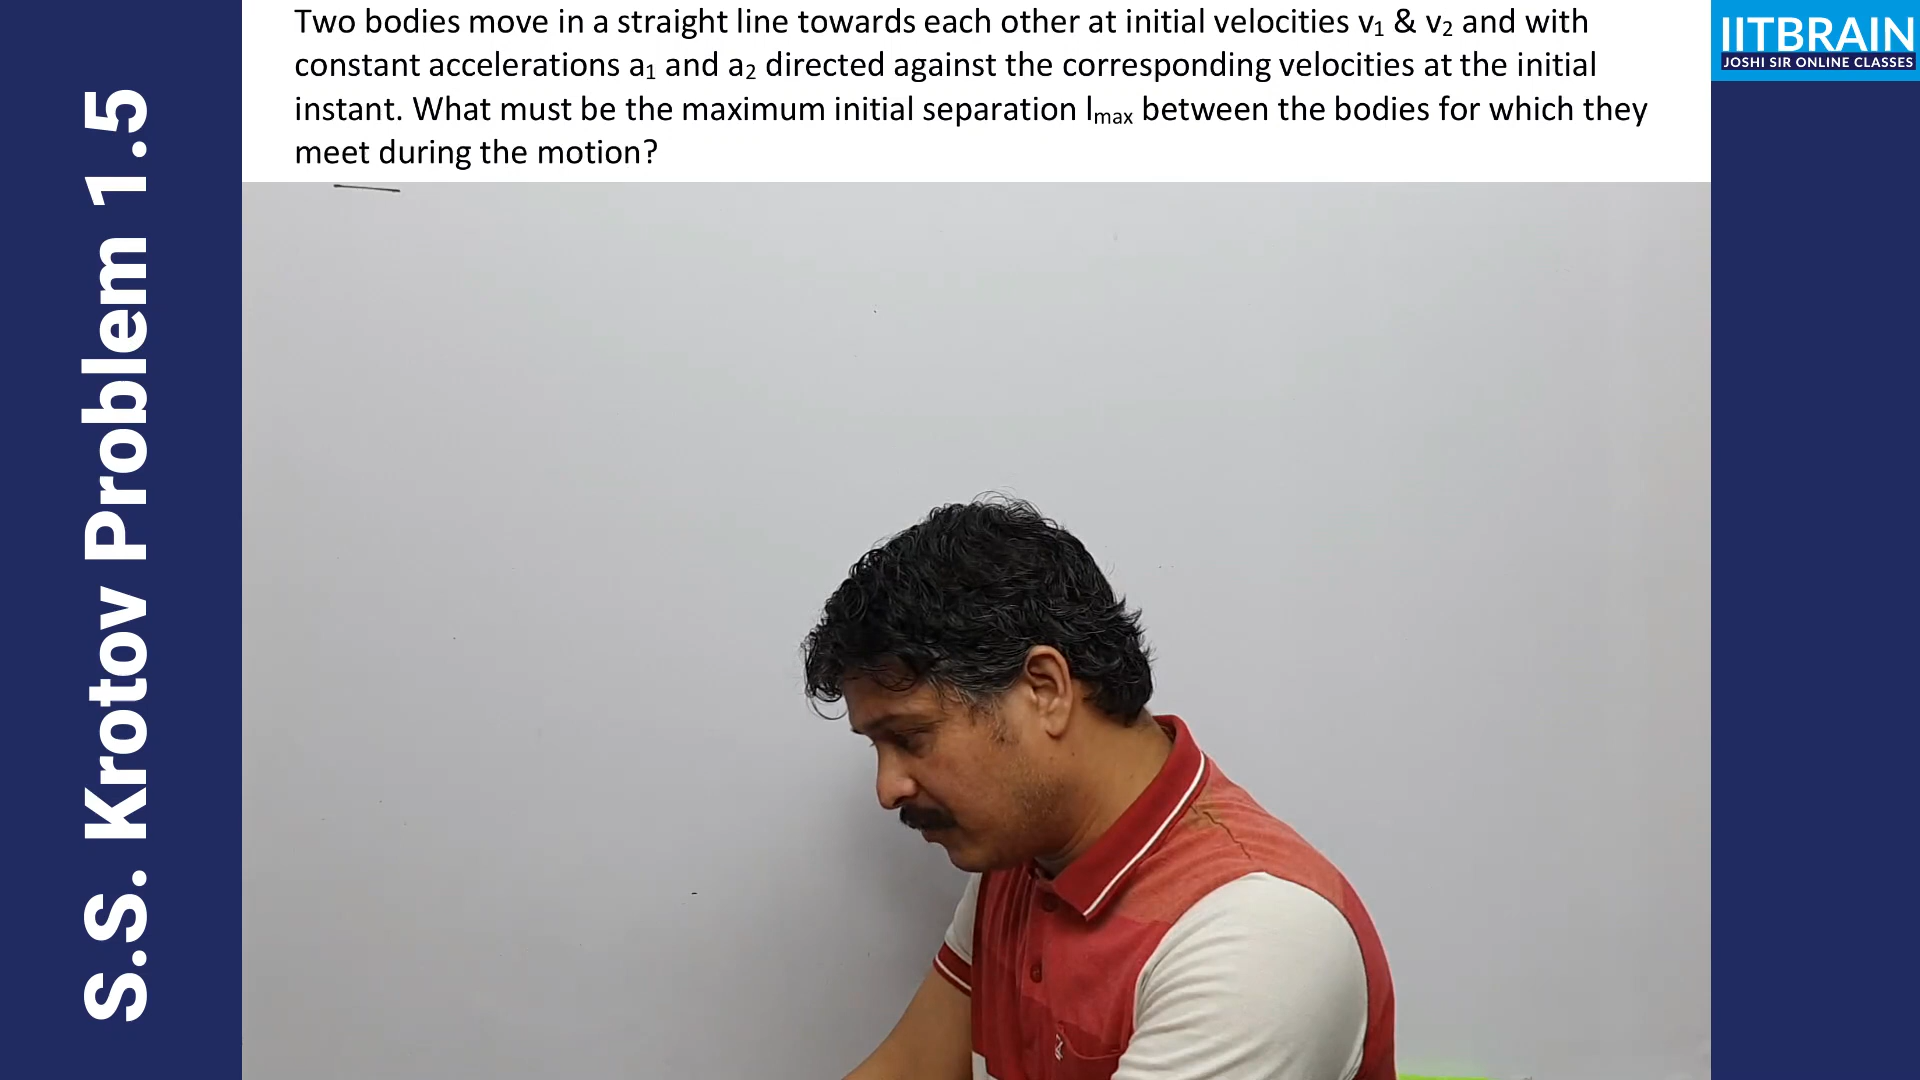 Two bodies move in a straight line towards each other at initial velocities v₁ & v₂ and with
constant accelerations a₁ and a₂ directed against the corresponding velocities at the initial
instant. What must be the maximum initial separation lₘₐₓ between the bodies for which they
meet during the motion?
IITBRAIN
JOSHI SIR ONLINE CLASSES
S.S. Krotov Problem 1.5